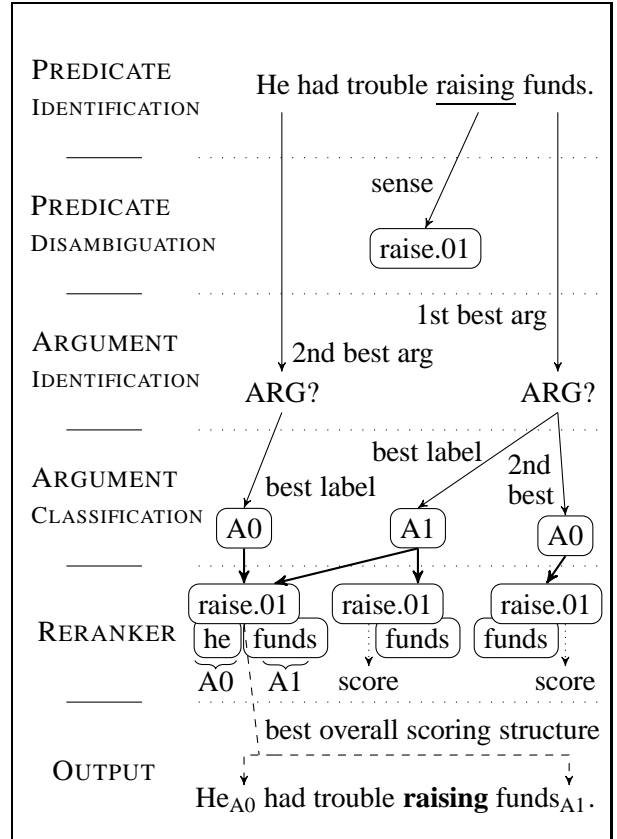 PREDICATE
IDENTIFICATION
He had trouble raising funds.
sense
PREDICATE
DISAMBIGUATION
raise.01
1st best arg
ARGUMENT
IDENTIFICATION
2nd best arg
ARG?
ARG?
ARGUMENT
CLASSIFICATION
best label
best label
2nd
best
A0
A1
A0
RERANKER
raise.01
he
funds
A0
A1
raise.01
funds
score
raise.01
funds
score
best overall scoring structure
OUTPUT
HeA0 had trouble raising fundsA1.